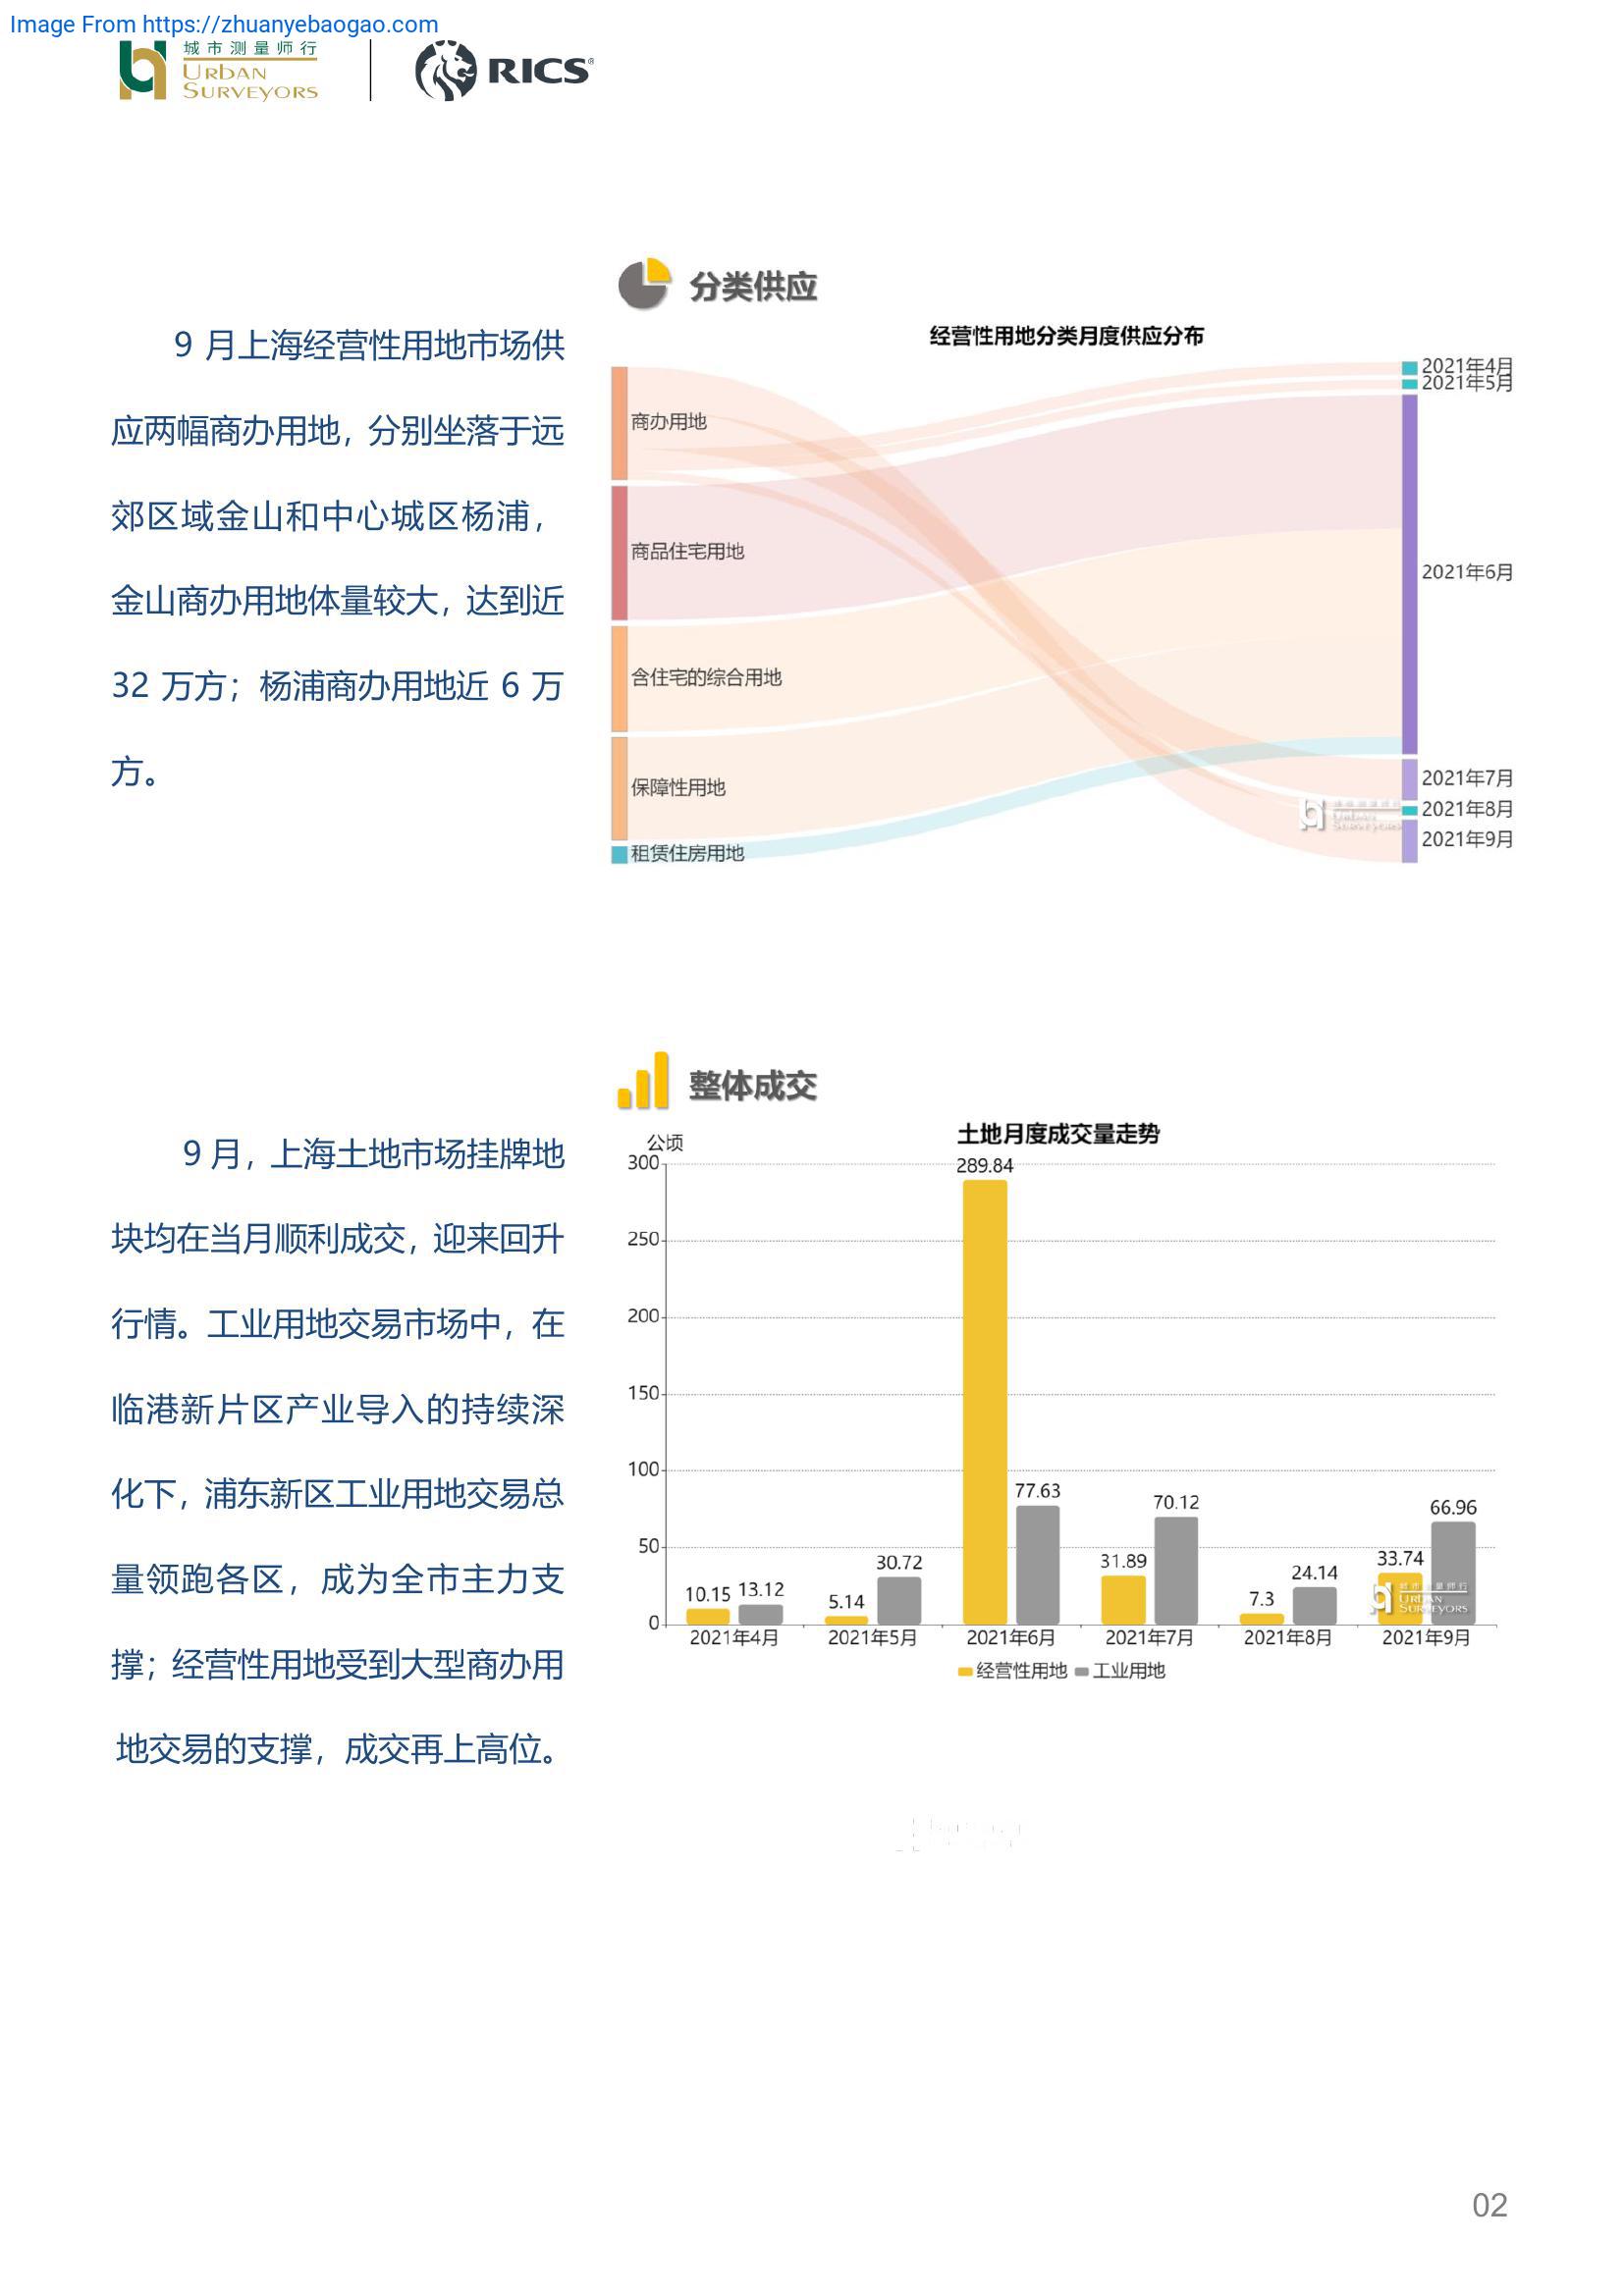 Image From https://zhuanyebaogao.com
城市测量师行
URBAN
SURVEYORS
RICS®
分类供应
9 月上海经营性用地市场供
应两幅商办用地，分别坐落于远
郊区域金山和中心城区杨浦，
金山商办用地体量较大，达到近
32 万方；杨浦商办用地近 6 万
方。
经营性用地分类月度供应分布
商办用地
商品住宅用地
含住宅的综合用地
保障性用地
租赁住房用地
2021年4月
2021年5月
2021年6月
2021年7月
2021年8月
2021年9月
城市测量师行
URBAN
SURVEYORS
整体成交
9 月，上海土地市场挂牌地
块均在当月顺利成交，迎来回升
行情。工业用地交易市场中，在
临港新片区产业导入的持续深
化下，浦东新区工业用地交易总
量领跑各区，成为全市主力支
撑；经营性用地受到大型商办用
地交易的支撑，成交再上高位。
土地月度成交量走势
公顷
300
250
200
150
100
50
0
10.15 13.12
5.14 30.72
289.84 77.63
31.89 70.12
7.3 24.14
33.74 66.96
城市测量师行
URBAN
SURVEYORS
2021年4月 2021年5月 2021年6月 2021年7月 2021年8月 2021年9月
经营性用地 工业用地
02